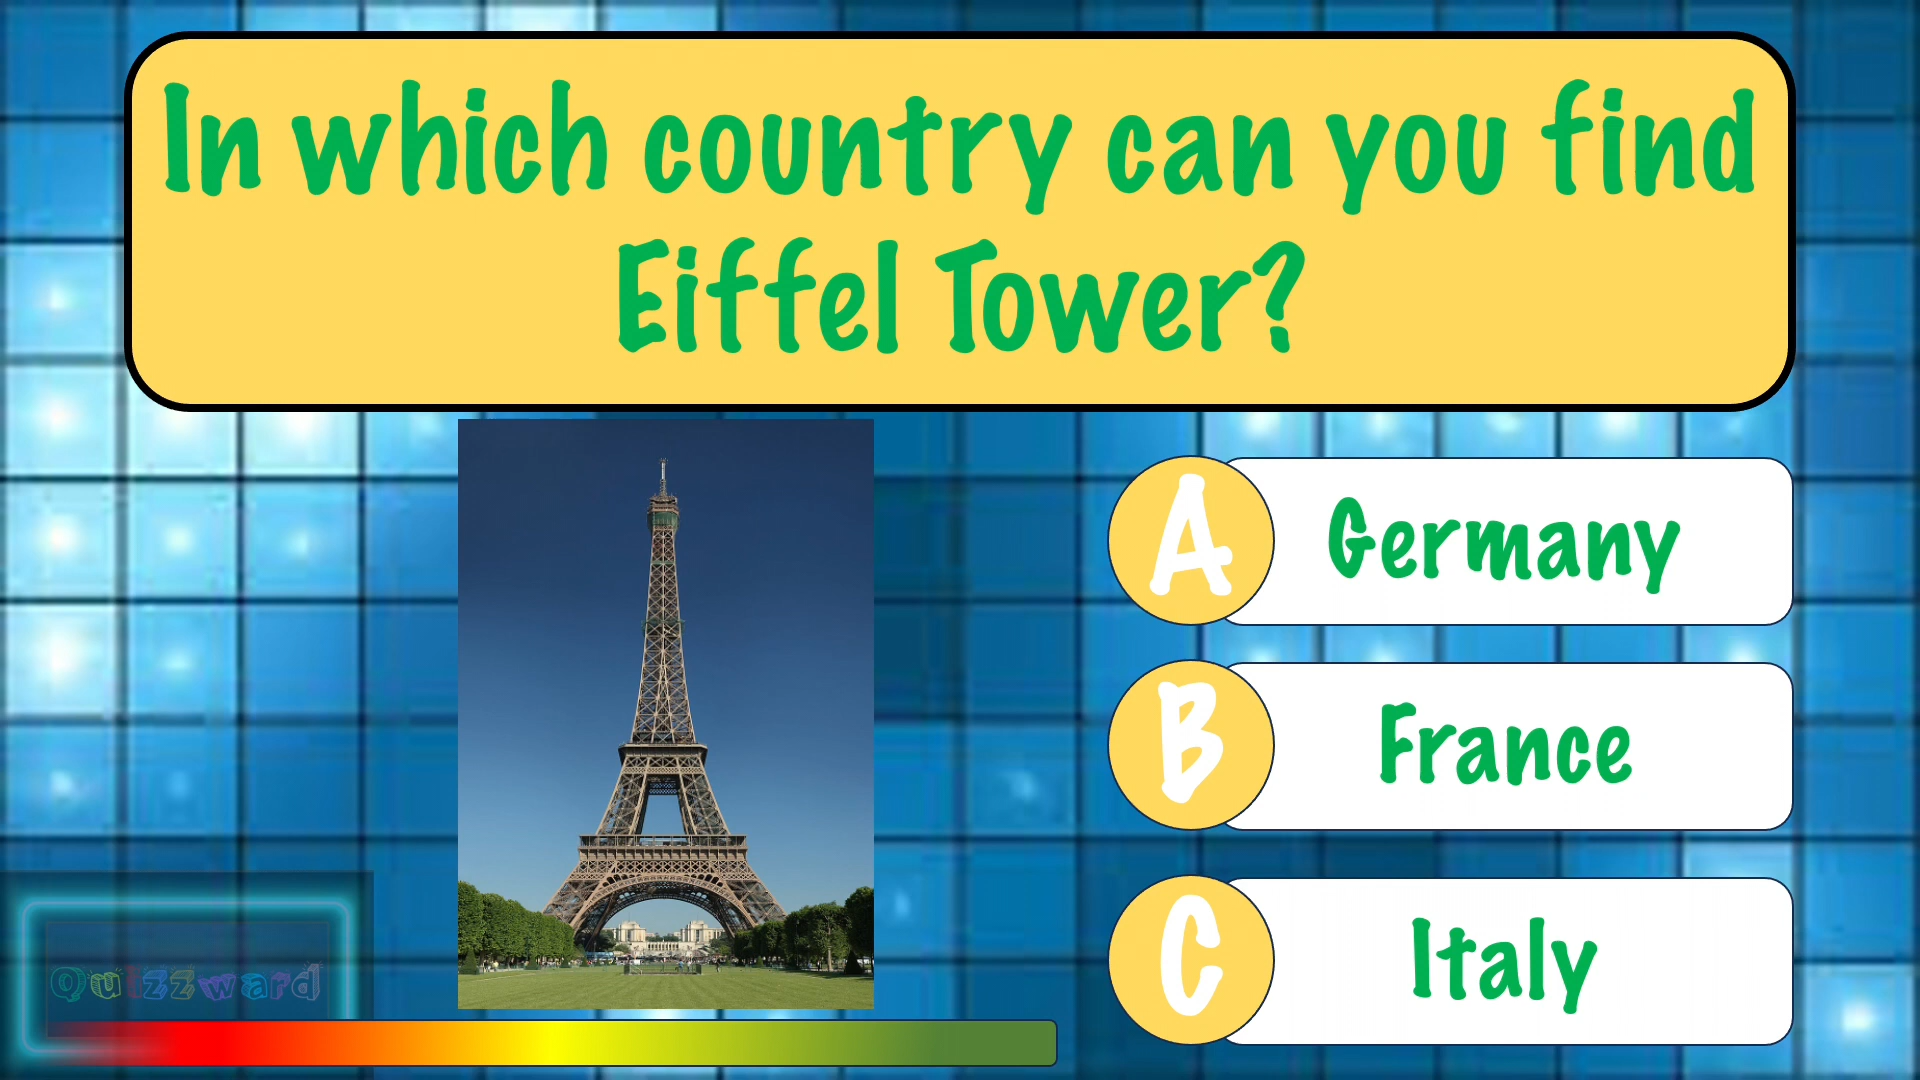 In which country can you find
Eiffel Tower?
A Germany
B France
C Italy
Quizzward